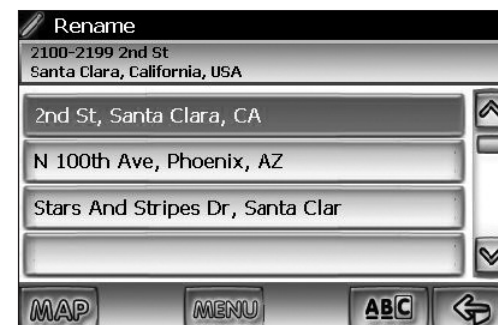 Rename
2100-2199 2nd St
Santa Clara, California, USA
2nd St, Santa Clara, CA
N 100th Ave, Phoenix, AZ
Stars And Stripes Dr, Santa Clar
MAP MENU ABC